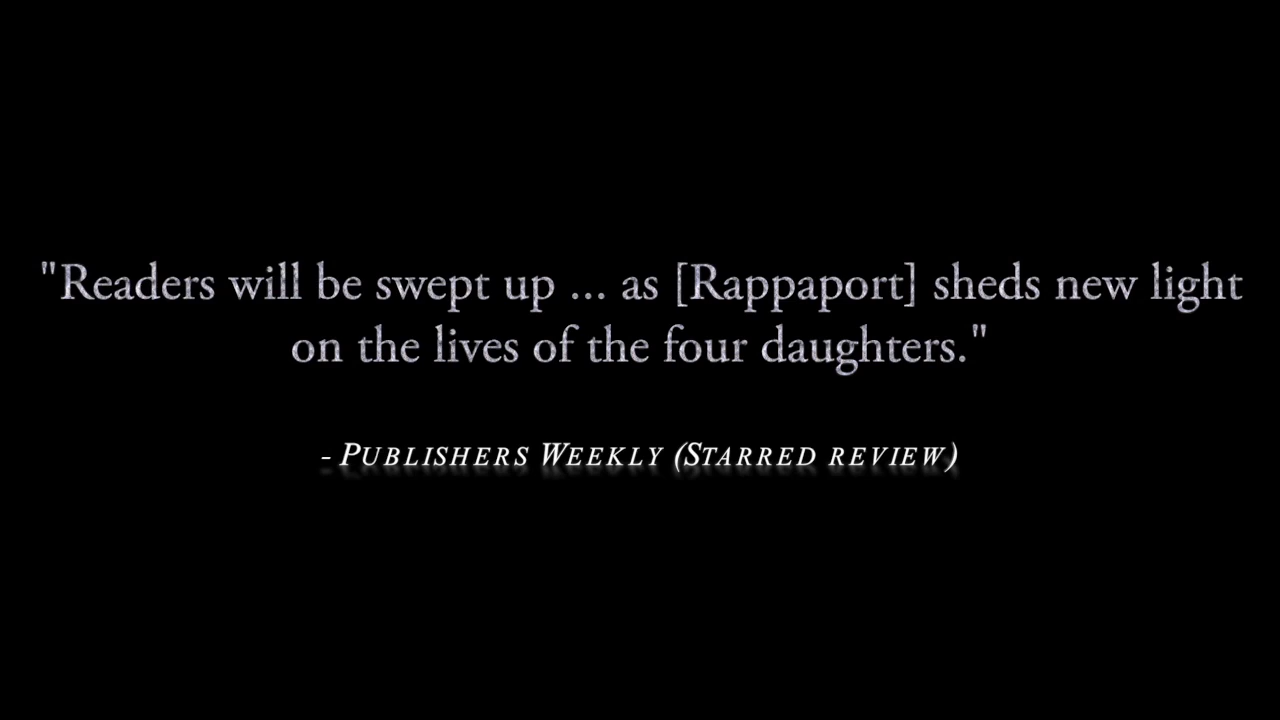 "Readers will be swept up ... as [Rappaport] sheds new light
on the lives of the four daughters."
- PUBLISHERS WEEKLY (STARRED REVIEW)